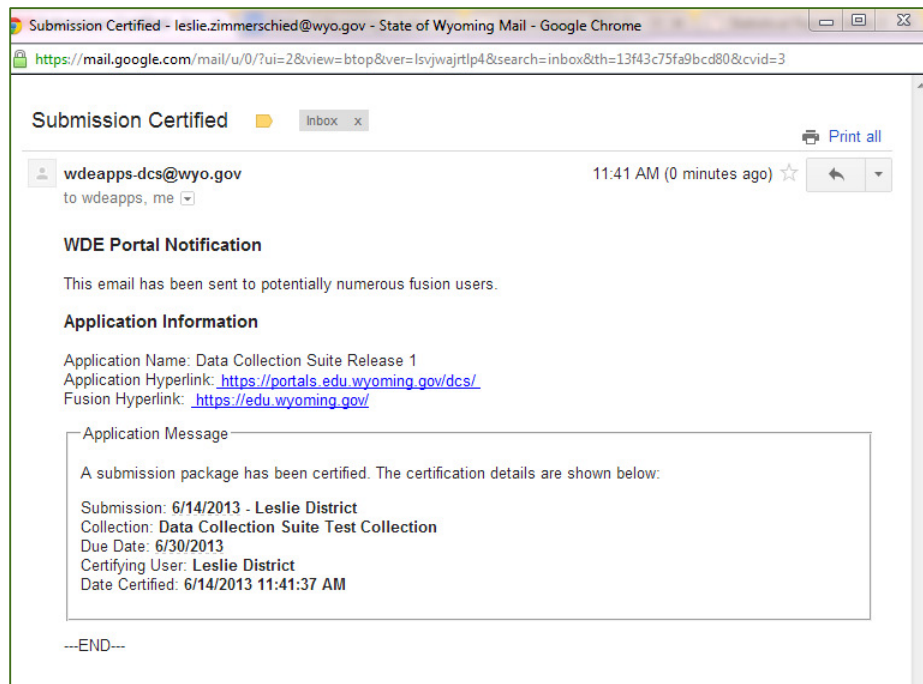 Submission Certified - leslie.zimmerschied@wyo.gov - State of Wyoming Mail - Google Chrome
https://mail.google.com/mail/u/0/?ui=2&view=btop&ver=lsvjwajrtlp4&search=inbox&th=13f43c75fa9bcd80&cvid=3
Submission Certified Inbox x
Print all
wdeapps-dcs@wyo.gov 11:41 AM (0 minutes ago)
to wdeapps, me
WDE Portal Notification
This email has been sent to potentially numerous fusion users.
Application Information
Application Name: Data Collection Suite Release 1
Application Hyperlink: https://portals.edu.wyoming.gov/dcs/
Fusion Hyperlink: https://edu.wyoming.gov/
Application Message
A submission package has been certified. The certification details are shown below:
Submission: 6/14/2013 - Leslie District
Collection: Data Collection Suite Test Collection
Due Date: 6/30/2013
Certifying User: Leslie District
Date Certified: 6/14/2013 11:41:37 AM
---END---